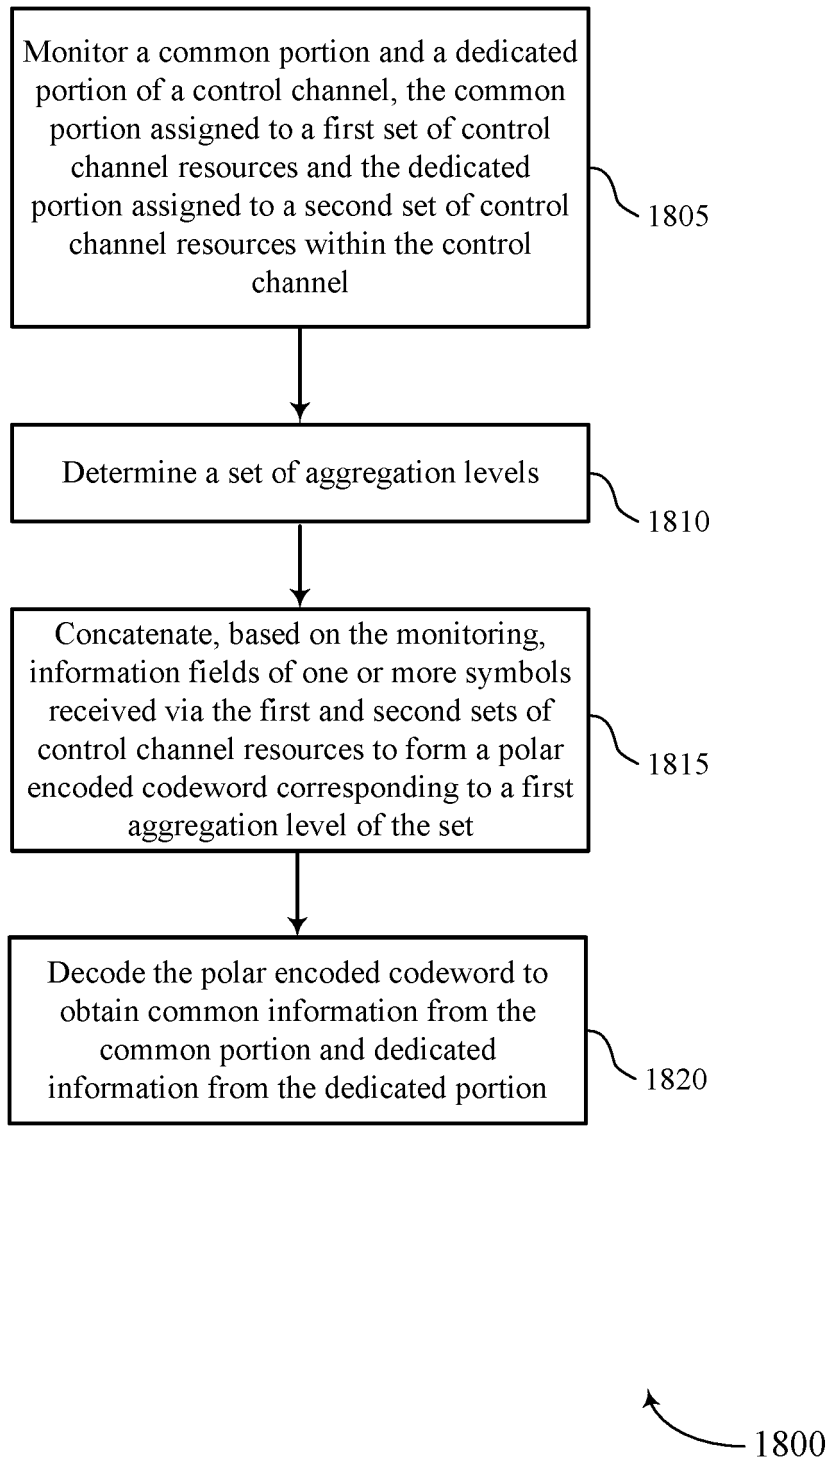 Monitor a common portion and a dedicated
portion of a control channel, the common
portion assigned to a first set of control
channel resources and the dedicated
portion assigned to a second set of control
channel resources within the control
channel
1805
Determine a set of aggregation levels
1810
Concatenate, based on the monitoring,
information fields of one or more symbols
received via the first and second sets of
control channel resources to form a polar
encoded codeword corresponding to a first
aggregation level of the set
1815
Decode the polar encoded codeword to
obtain common information from the
common portion and dedicated
information from the dedicated portion
1820
1800